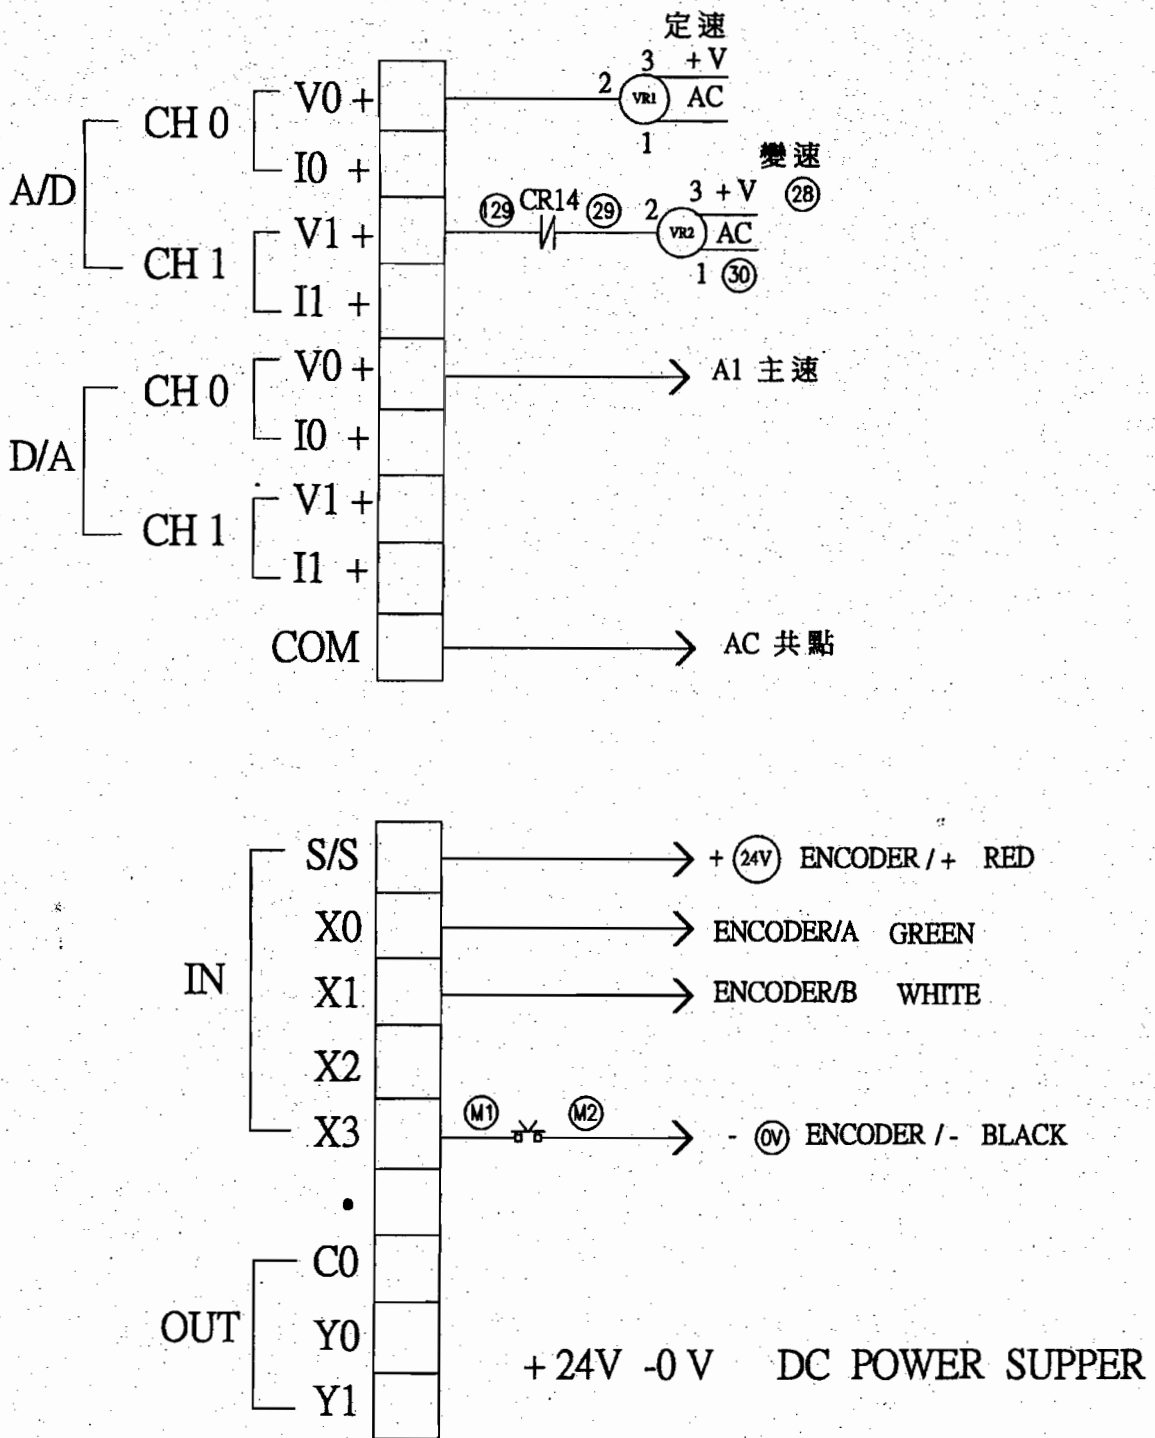 定速
3 +V
V0 + 2 VR1 AC
CH 0
1
I0 +
變速
A/D
3 +V 28
129 CR14 29 2
V1 + VR2 AC
CH 1
1 30
I1 +
V0 + A1 主速
CH 0
I0 +
D/A
V1 +
CH 1
I1 +
COM AC 共點
S/S + 24V ENCODER / + RED
X0 ENCODER/A GREEN
IN
X1 ENCODER/B WHITE
X2
M1 M2
X3 - 0V ENCODER / - BLACK
C0
OUT
Y0
+24V -0 V DC POWER SUPPER
Y1